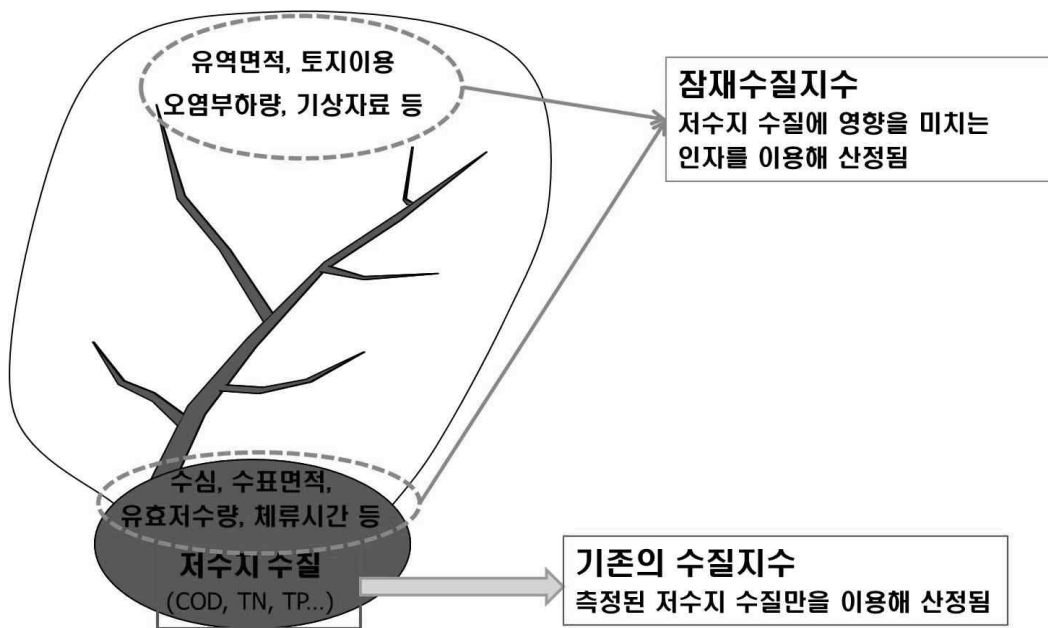 유역면적, 토지이용
오염부하량, 기상자료 등
잠재수질지수
저수지 수질에 영향을 미치는
인자를 이용해 산정됨
수심, 수표면적,
유효저수량, 체류시간 등
저수지 수질
(COD, TN, TP...)
기존의 수질지수
측정된 저수지 수질만을 이용해 산정됨